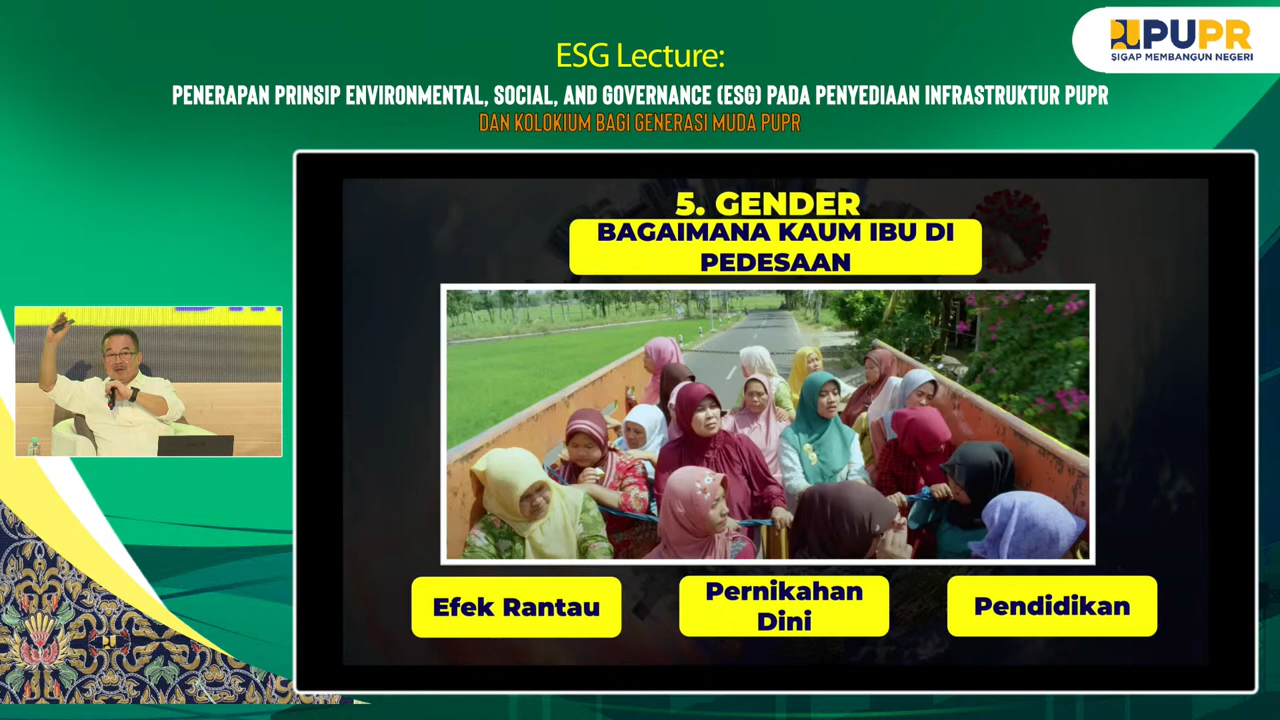 PUPR
SIGAP MEMBANGUN NEGERI
ESG Lecture:
PENERAPAN PRINSIP ENVIRONMENTAL, SOCIAL, AND GOVERNANCE (ESG) PADA PENYEDIAAN INFRASTRUKTUR PUPR
DAN KOLOKIUM BAGI GENERASI MUDA PUPR
5. GENDER
BAGAIMANA KAUM IBU DI
PEDESAAN
Efek Rantau
Pernikahan
Dini
Pendidikan